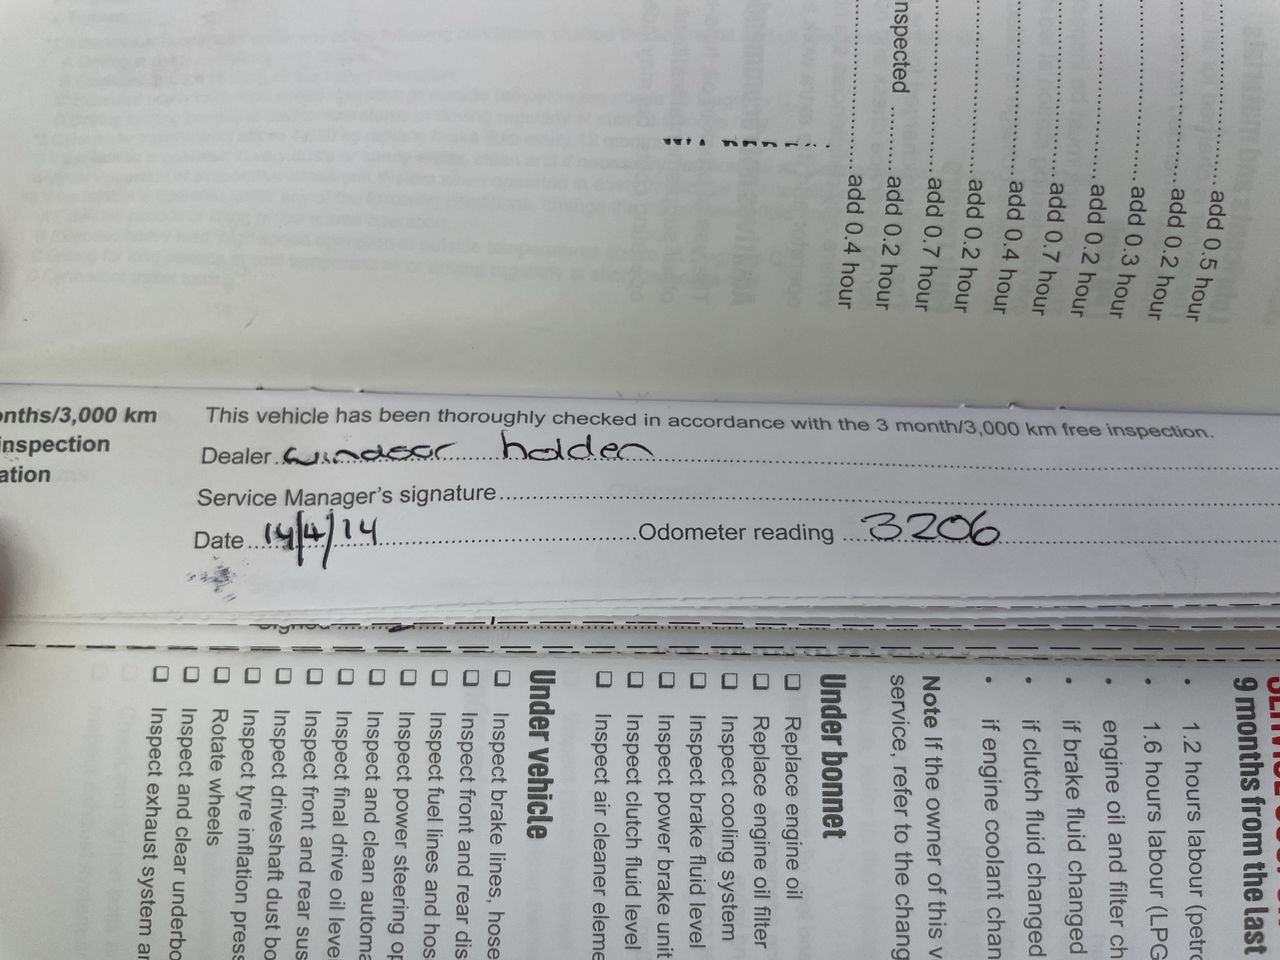 nspected
add 0.5 hour
add 0.2 hour
add 0.3 hour
add 0.2 hour
add 0.7 hour
add 0.4 hour
add 0.2 hour
add 0.7 hour
add 0.2 hour
add 0.4 hour
onths/3,000 km
inspection
ation
This vehicle has been thoroughly checked in accordance with the 3 month/3,000 km free inspection.
Dealer windsor holden
Service Manager's signature
Date 14/4/14 Odometer reading 3206
9 months from the last
• 1.2 hours labour (petro
• 1.6 hours labour (LPG
• engine oil and filter ch
• if brake fluid changed
• if clutch fluid changed
• if engine coolant chan
Note If the owner of this v
service, refer to the chang
Under bonnet
❑ Replace engine oil
❑ Replace engine oil filter
❑ Inspect cooling system
❑ Inspect brake fluid level
❑ Inspect power brake unit
❑ Inspect clutch fluid level
❑ Inspect air cleaner eleme
Under vehicle
❑ Inspect brake lines, hose
❑ Inspect front and rear dis
❑ Inspect fuel lines and hos
❑ Inspect power steering op
❑ Inspect and clean automa
❑ Inspect final drive oil leve
❑ Inspect front and rear sus
❑ Inspect driveshaft dust bo
❑ Inspect tyre inflation press
❑ Rotate wheels
❑ Inspect and clear underbo
❑ Inspect exhaust system an